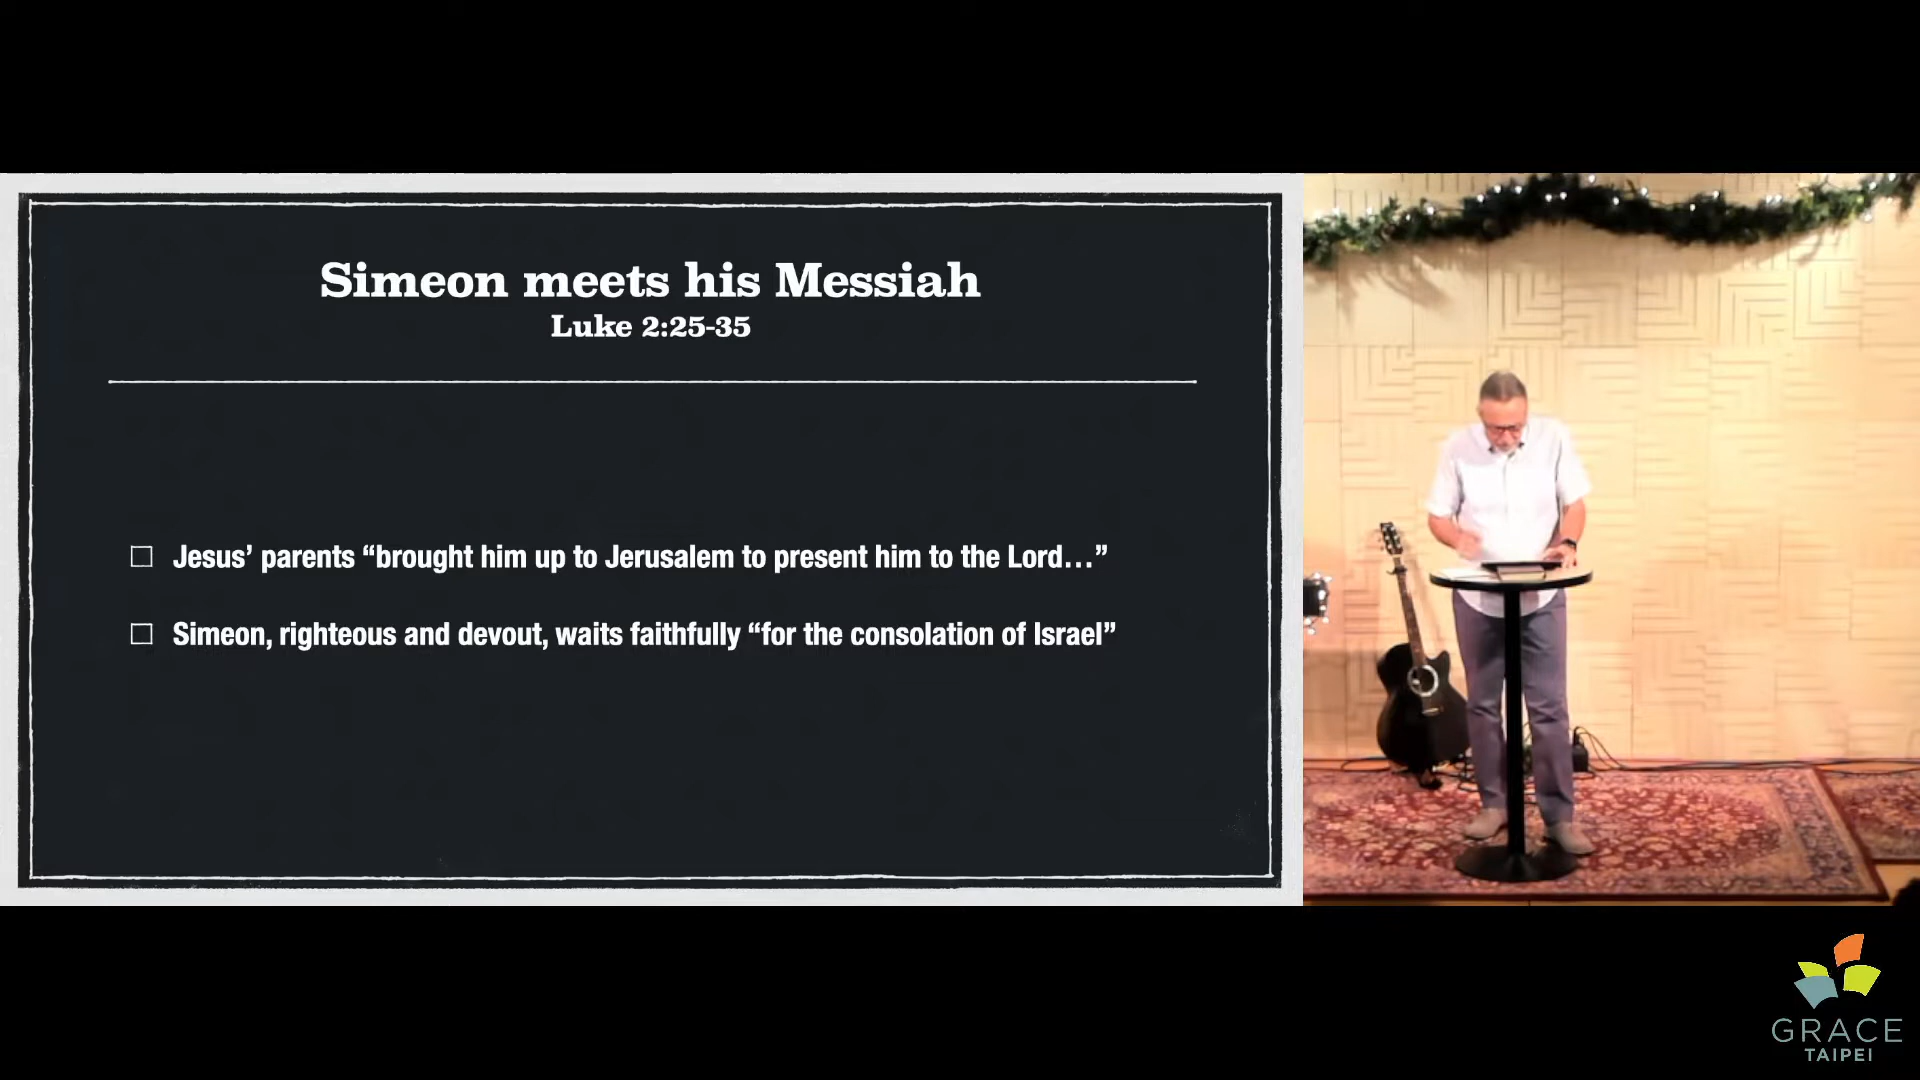 Simeon meets his Messiah
Luke 2:25-35
Jesus’ parents “brought him up to Jerusalem to present him to the Lord…”
Simeon, righteous and devout, waits faithfully “for the consolation of Israel”
GRACE
TAIPEI